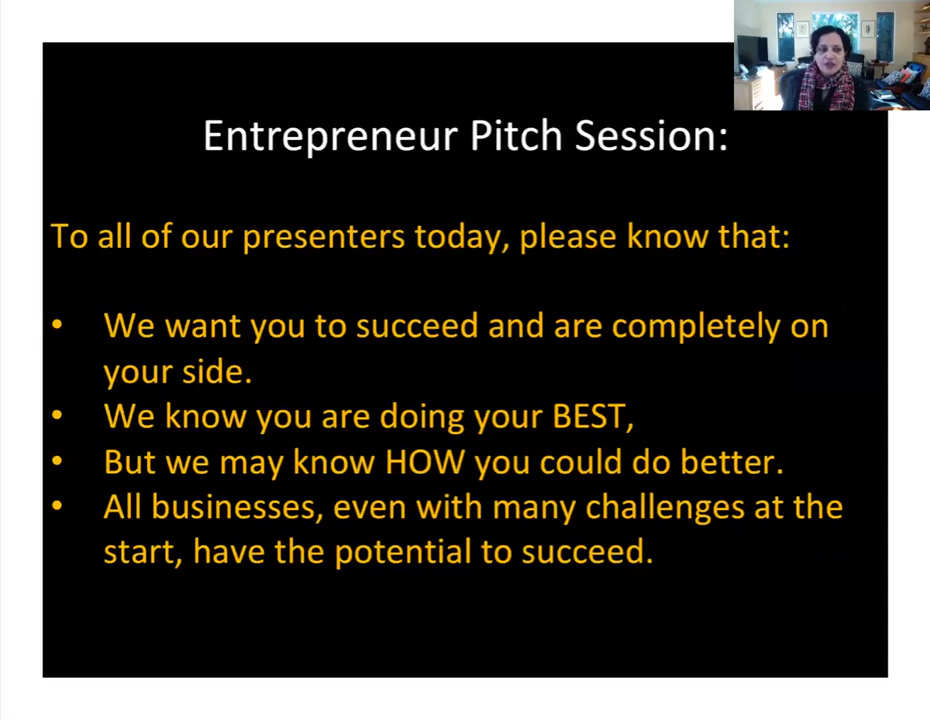 Entrepreneur Pitch Session:
To all of our presenters today, please know that:
• We want you to succeed and are completely on
your side.
• We know you are doing your BEST,
• But we may know HOW you could do better.
• All businesses, even with many challenges at the
start, have the potential to succeed.